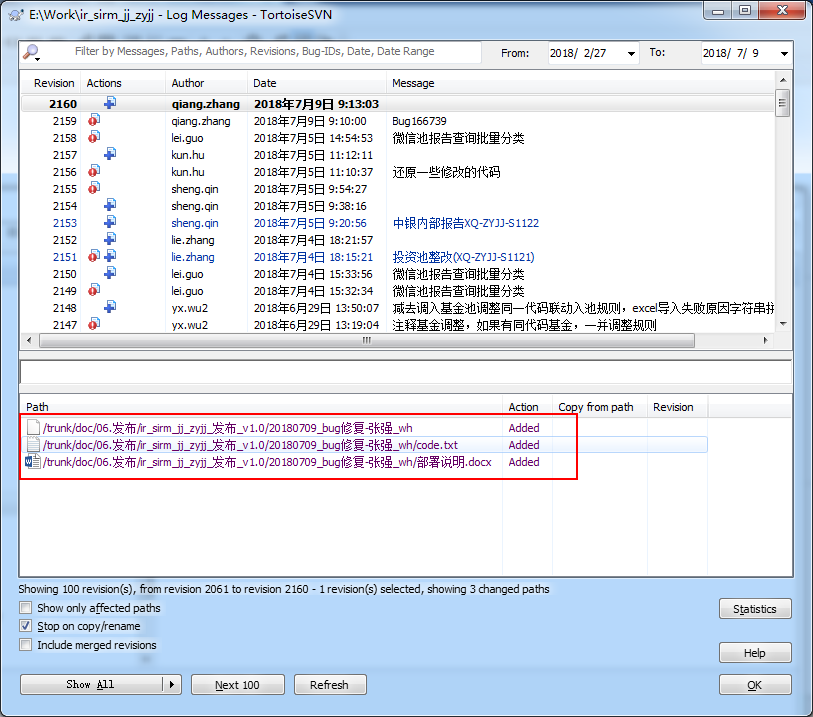 E:\Work\ir_sirm_jj_zyjj - Log Messages - TortoiseSVN
Filter by Messages, Paths, Authors, Revisions, Bug-IDs, Date, Date Range From: 2018/ 2/27 To: 2018/ 7/ 9
Revision Actions Author Date Message
2160 qiang.zhang 2018年7月9日 9:13:03
2159 qiang.zhang 2018年7月9日 9:10:00 Bug166739
2158 lei.guo 2018年7月5日 14:54:53 微信池报告查询批量分类
2157 kun.hu 2018年7月5日 11:12:11
2156 kun.hu 2018年7月5日 11:10:37 还原一些修改的代码
2155 sheng.qin 2018年7月5日 9:54:27
2154 sheng.qin 2018年7月5日 9:38:16
2153 sheng.qin 2018年7月5日 9:20:56 中银内部报告XQ-ZYJJ-S1122
2152 lie.zhang 2018年7月4日 18:21:57
2151 lie.zhang 2018年7月4日 18:15:21 投资池整改(XQ-ZYJJ-S1121)
2150 lei.guo 2018年7月4日 15:33:56 微信池报告查询批量分类
2149 lei.guo 2018年7月4日 15:32:34 微信池报告查询批量分类
2148 yx.wu2 2018年6月29日 13:50:07 减去调入基金池调整同一代码联动入池规则，excel导入失败原因字符串拼
2147 yx.wu2 2018年6月29日 13:19:04 注释基金调整，如果有同代码基金，一并调整规则
Path Action Copy from path Revision
/trunk/doc/06.发布/ir_sirm_jj_zyjj_发布_v1.0/20180709_bug修复-张强_wh Added
/trunk/doc/06.发布/ir_sirm_jj_zyjj_发布_v1.0/20180709_bug修复-张强_wh/code.txt Added
/trunk/doc/06.发布/ir_sirm_jj_zyjj_发布_v1.0/20180709_bug修复-张强_wh/部署说明.docx Added
Showing 100 revision(s), from revision 2061 to revision 2160 - 1 revision(s) selected, showing 3 changed paths
Show only affected paths
Statistics
Stop on copy/rename
Include merged revisions
Help
Show All Next 100 Refresh OK